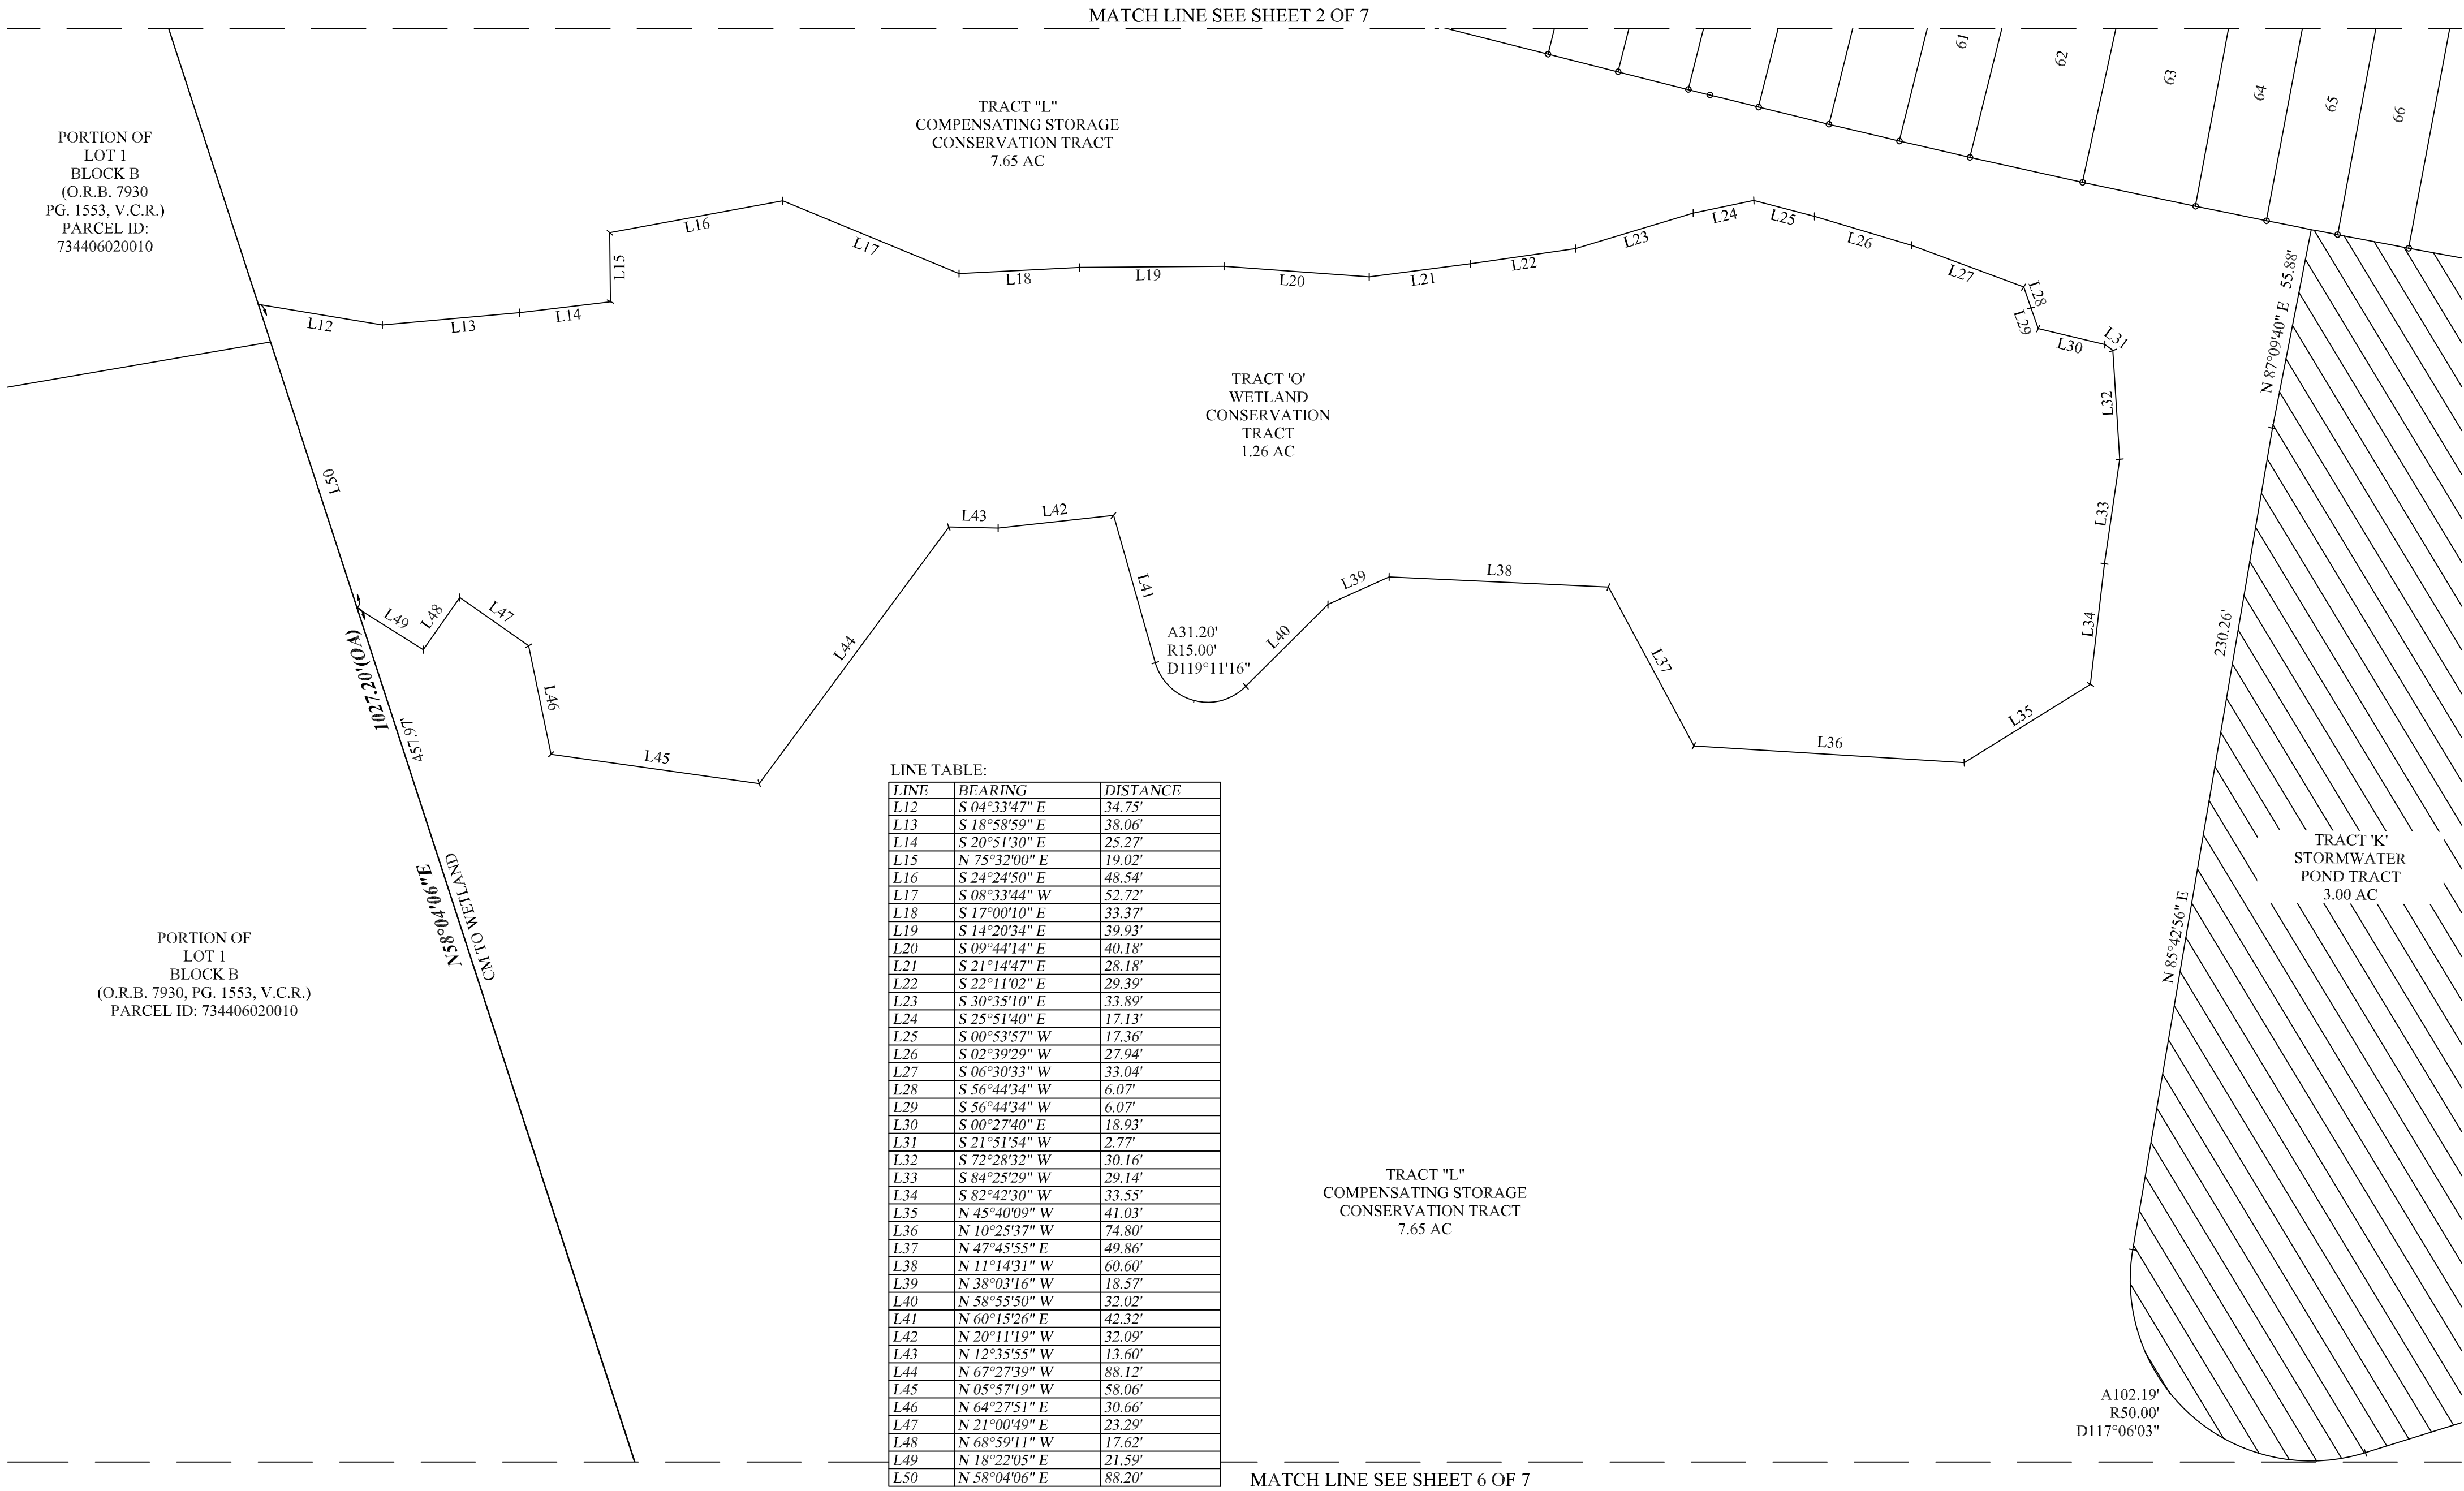 MATCH LINE SEE SHEET 2 OF 7
61
62
63
64
65
66
TRACT "L"
COMPENSATING STORAGE
CONSERVATION TRACT
7.65 AC
PORTION OF
LOT 1
BLOCK B
(O.R.B. 7930
PG. 1553, V.C.R.)
PARCEL ID:
734406020010
L12
L13
L14
L15
L16
L17
L18
L19
L20
L21
L22
L23
L24
L25
L26
L27
L28
L29
L30
L31
L32
L33
L34
L35
L36
L37
L38
L39
L40
L41
L42
L43
L44
L45
L46
L47
L48
L49
L50
TRACT 'O'
WETLAND
CONSERVATION
TRACT
1.26 AC
N 87°09'40" E 55.88'
230.26'
N 85°42'56" E
A31.20'
R15.00'
D119°11'16"
1027.20'(OA)
457.97'
N58°04'06"E
CM TO WETLAND
PORTION OF
LOT 1
BLOCK B
(O.R.B. 7930, PG. 1553, V.C.R.)
PARCEL ID: 734406020010
TRACT 'K'
STORMWATER
POND TRACT
3.00 AC
LINE TABLE:
LINE BEARING DISTANCE
L12 S 04°33'47" E 34.75'
L13 S 18°58'59" E 38.06'
L14 S 20°51'30" E 25.27'
L15 N 75°32'00" E 19.02'
L16 S 24°24'50" E 48.54'
L17 S 08°33'44" W 52.72'
L18 S 17°00'10" E 33.37'
L19 S 14°20'34" E 39.93'
L20 S 09°44'14" E 40.18'
L21 S 21°14'47" E 28.18'
L22 S 22°11'02" E 29.39'
L23 S 30°35'10" E 33.89'
L24 S 25°51'40" E 17.13'
L25 S 00°53'57" W 17.36'
L26 S 02°39'29" W 27.94'
L27 S 06°30'33" W 33.04'
L28 S 56°44'34" W 6.07'
L29 S 56°44'34" W 6.07'
L30 S 00°27'40" E 18.93'
L31 S 21°51'54" W 2.77'
L32 S 72°28'32" W 30.16'
L33 S 84°25'29" W 29.14'
L34 S 82°42'30" W 33.55'
L35 N 45°40'09" W 41.03'
L36 N 10°25'37" W 74.80'
L37 N 47°45'55" E 49.86'
L38 N 11°14'31" W 60.60'
L39 N 38°03'16" W 18.57'
L40 N 58°55'50" W 32.02'
L41 N 60°15'26" E 42.32'
L42 N 20°11'19" W 32.09'
L43 N 12°35'55" W 13.60'
L44 N 67°27'39" W 88.12'
L45 N 05°57'19" W 58.06'
L46 N 64°27'51" E 30.66'
L47 N 21°00'49" E 23.29'
L48 N 68°59'11" W 17.62'
L49 N 18°22'05" E 21.59'
L50 N 58°04'06" E 88.20'
TRACT "L"
COMPENSATING STORAGE
CONSERVATION TRACT
7.65 AC
A102.19'
R50.00'
D117°06'03"
MATCH LINE SEE SHEET 6 OF 7